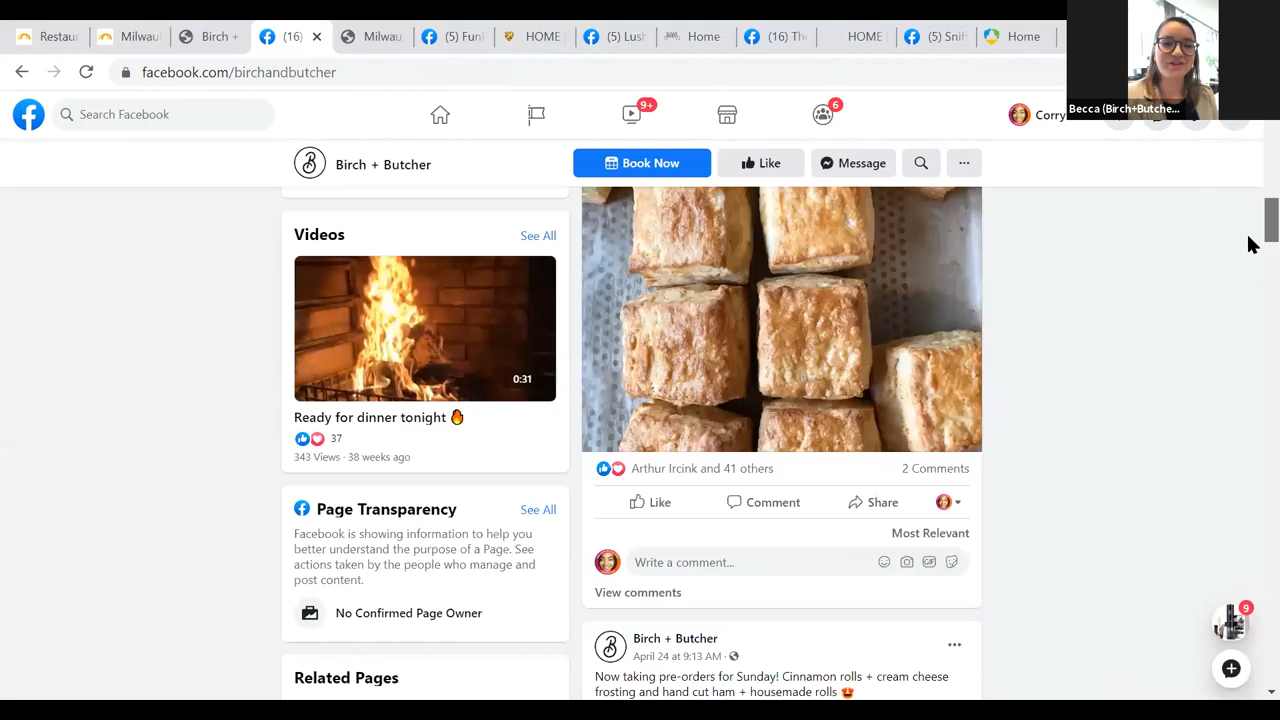 Restau
Milwau
Birch +
(16)
Milwau
(5) Fun
HOME
(5) Lush
Home -
(16) Th
HOME
(5) Snif
Home
facebook.com/birchandbutcher
Becca (Birch+Butche...
Search Facebook
9+
6
Corry
Birch + Butcher
Book Now
Like
Message
Videos
See All
0:31
Ready for dinner tonight
37
343 Views · 38 weeks ago
Page Transparency
See All
Facebook is showing information to help you
better understand the purpose of a Page. See
actions taken by the people who manage and
post content.
No Confirmed Page Owner
Related Pages
Arthur Ircink and 41 others
2 Comments
Like
Comment
Share
Most Relevant
Write a comment...
GIF
View comments
Birch + Butcher
April 24 at 9:13 AM ·
Now taking pre-orders for Sunday! Cinnamon rolls + cream cheese
frosting and hand cut ham + housemade rolls
9